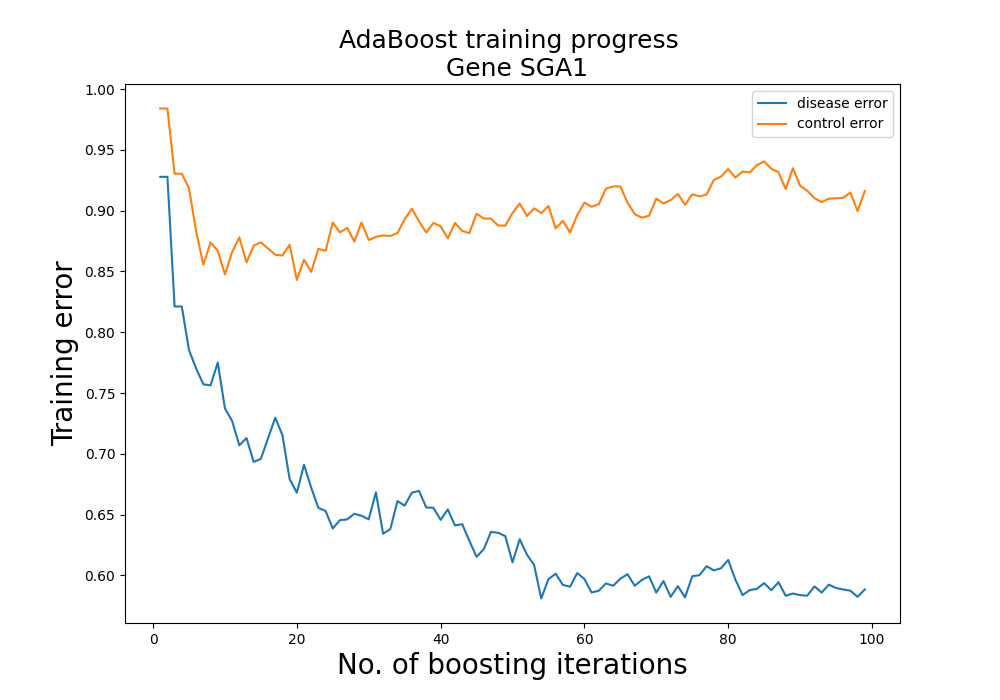 AdaBoost training progress
Gene SGA1
disease error
control error
Training error
1.00
0.95
0.90
0.85
0.80
0.75
0.70
0.65
0.60
0
20
40
60
80
100
No. of boosting iterations